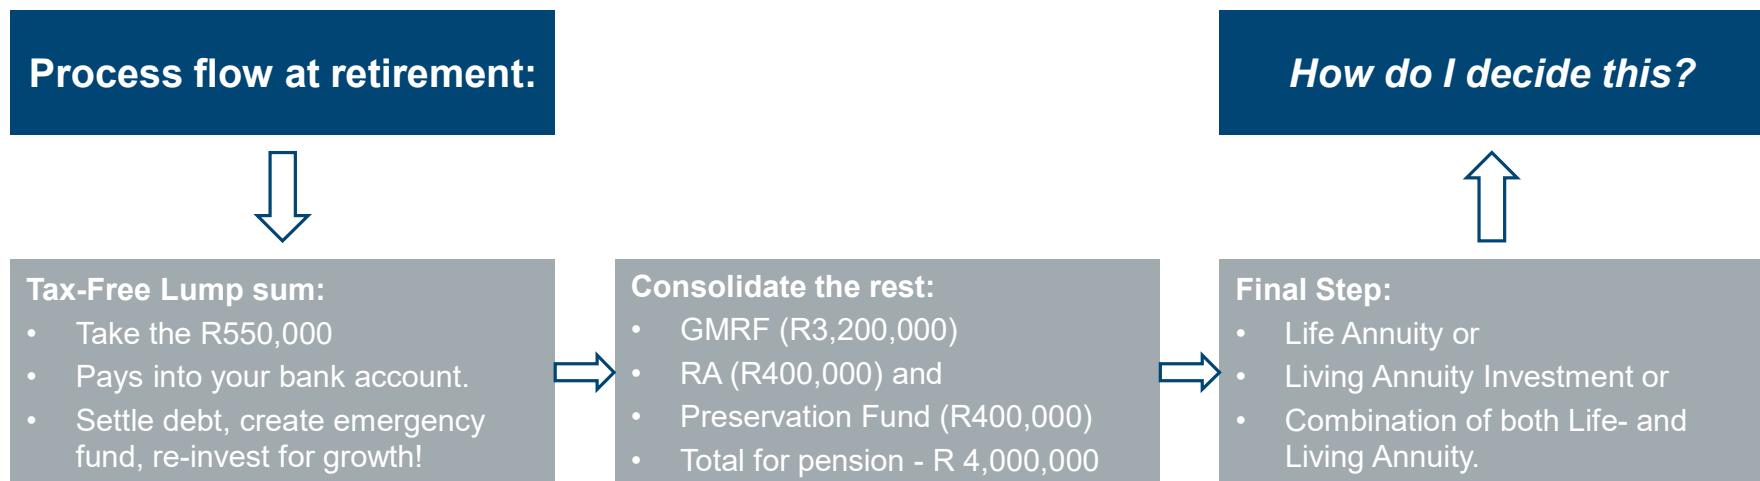 Process flow at retirement:
How do I decide this?
Tax-Free Lump sum:
• Take the R550,000
• Pays into your bank account.
• Settle debt, create emergency
fund, re-invest for growth!
Consolidate the rest:
• GMRF (R3,200,000)
• RA (R400,000) and
• Preservation Fund (R400,000)
• Total for pension - R 4,000,000
Final Step:
• Life Annuity or
• Living Annuity Investment or
• Combination of both Life- and
Living Annuity.